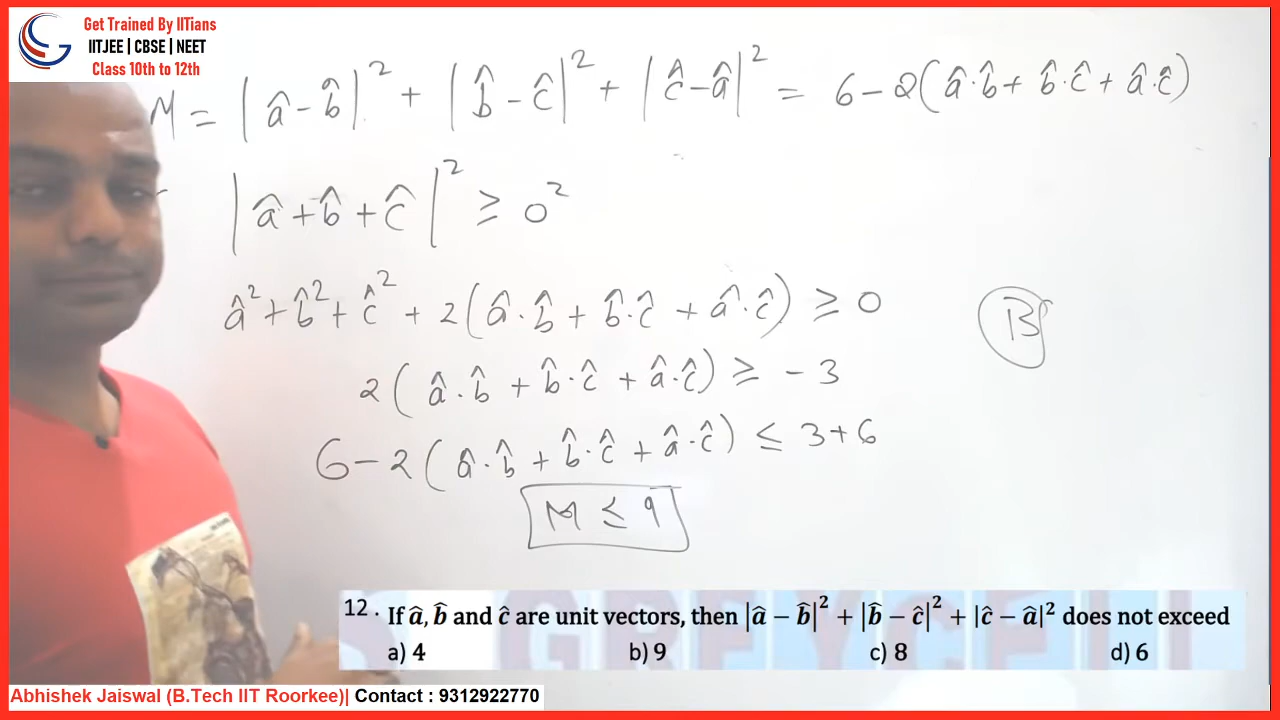 Get Trained By IITians
IITJEE | CBSE | NEET
Class 10th to 12th
M = |â - b̂|² + |b̂ - ĉ|² + |ĉ - â|² = 6 - 2(â·b̂ + b̂·ĉ + â·ĉ)
|â + b̂ + ĉ|² ≥ 0²
â² + b̂² + ĉ² + 2(â·b̂ + b̂·ĉ + â·ĉ) ≥ 0
B
2(â·b̂ + b̂·ĉ + â·ĉ) ≥ -3
6 - 2(â·b̂ + b̂·ĉ + â·ĉ) ≤ 3+6
M ≤ 9
12 . If â, b̂ and ĉ are unit vectors, then |â − b̂|² + |b̂ − ĉ|² + |ĉ − â|² does not exceed
a) 4 b) 9 c) 8 d) 6
Abhishek Jaiswal (B.Tech IIT Roorkee)| Contact : 9312922770